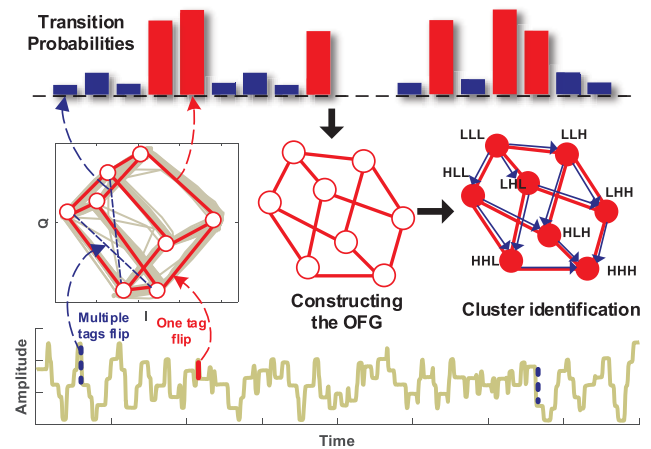 Transition
Probabilities
Q
I
Multiple
tags flip
One tag
flip
Constructing
the OFG
LLL
LLH
HLL
LHL
LHH
HLH
HHL
HHH
Cluster identification
Amplitude
Time